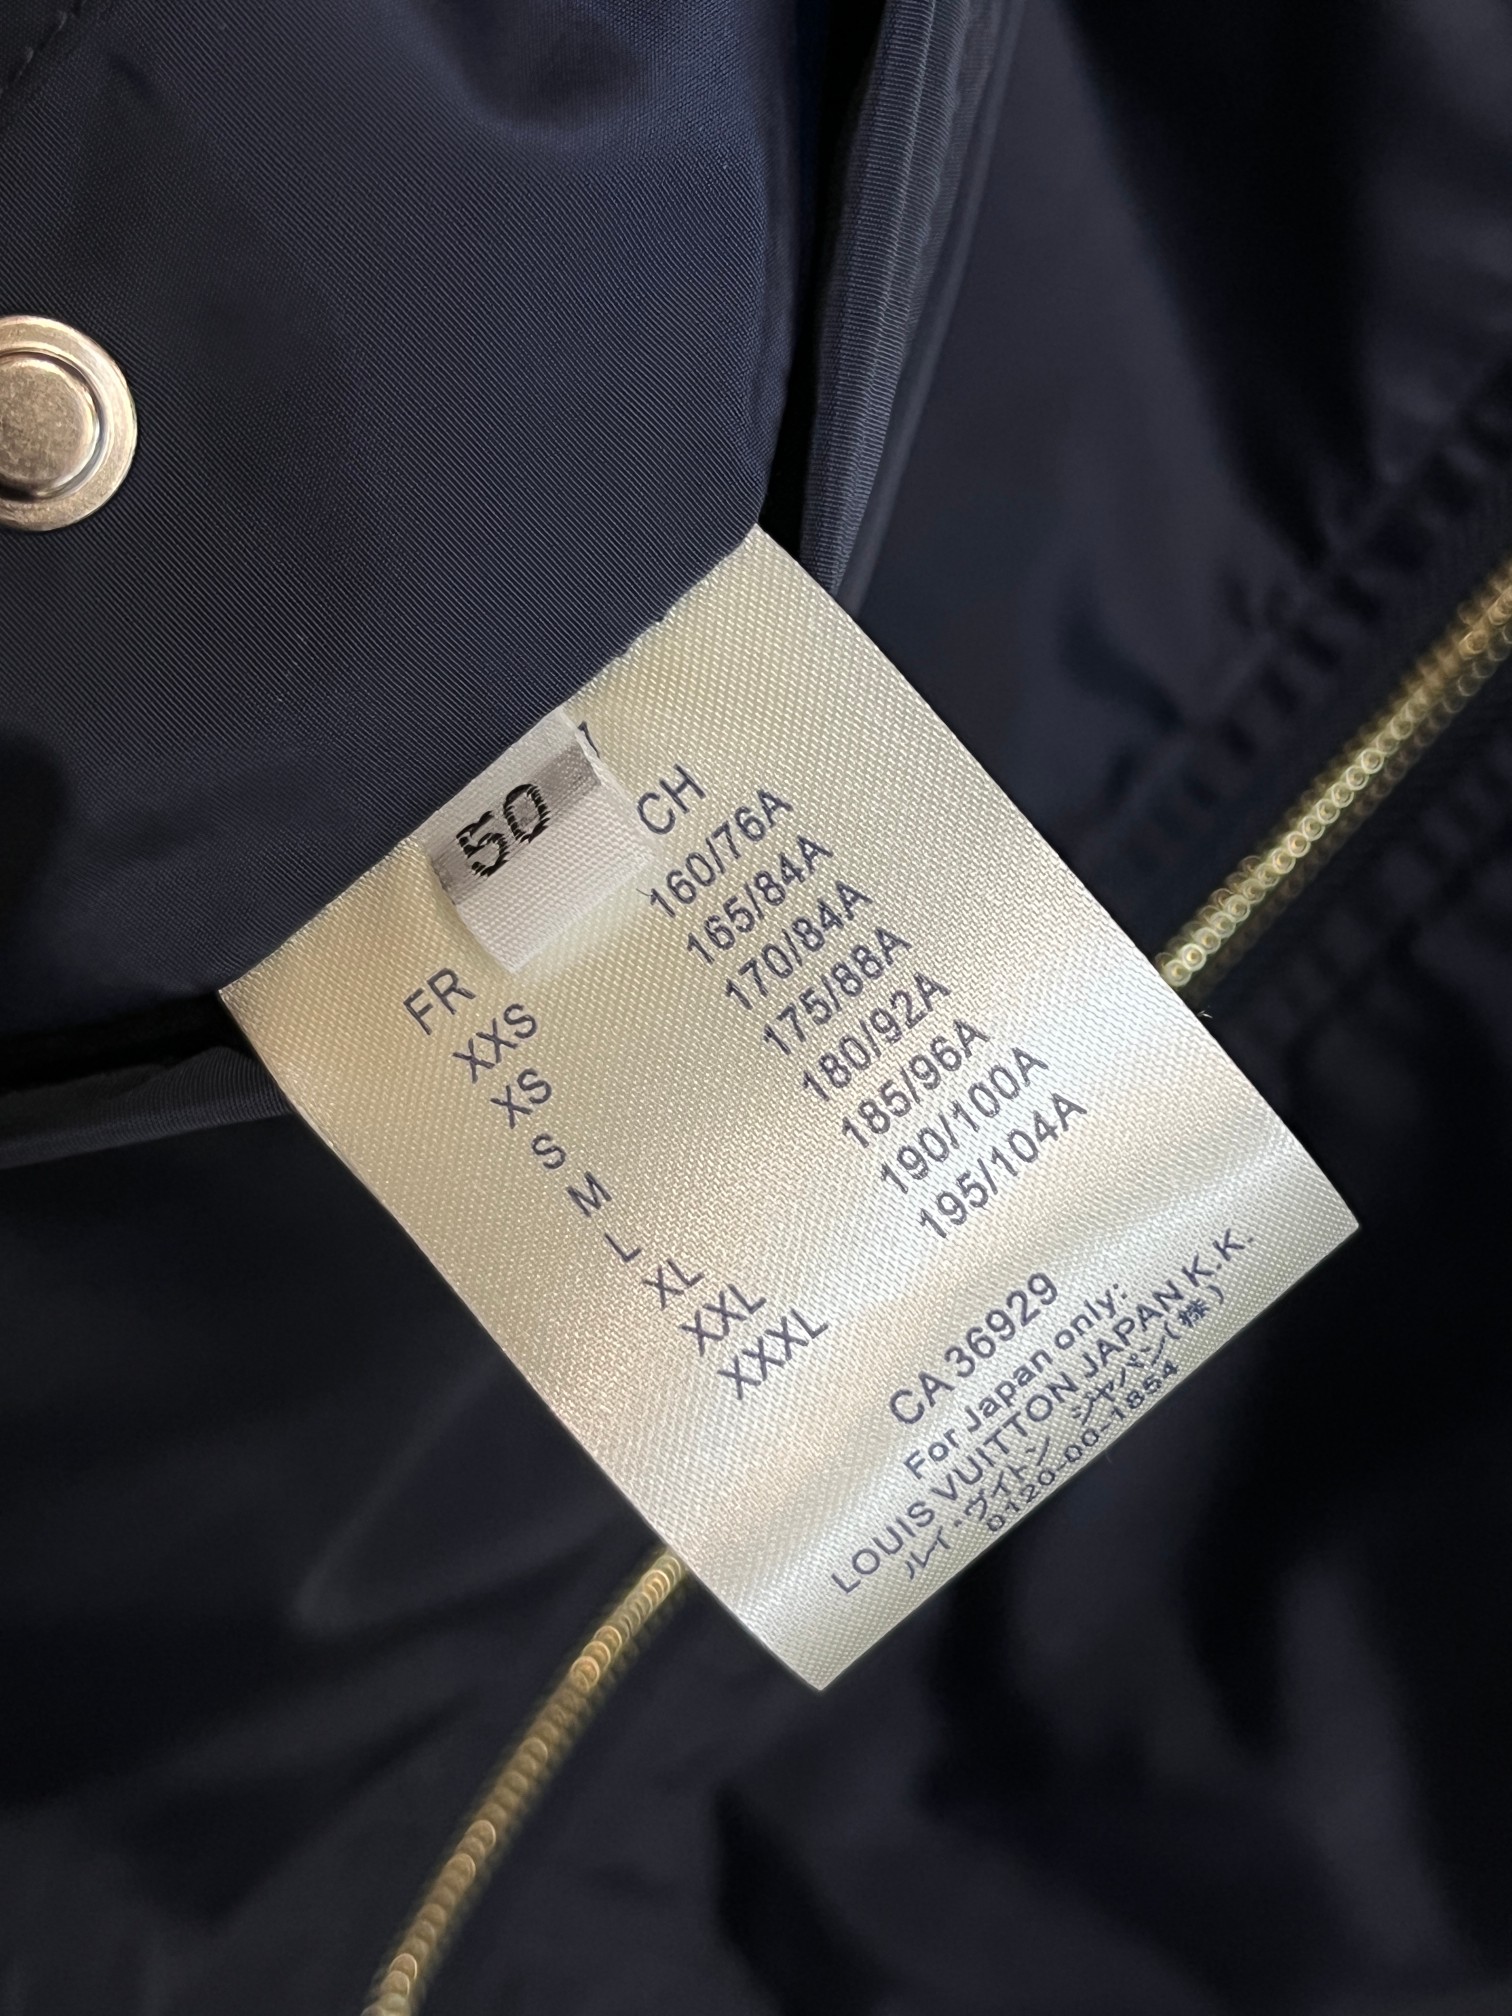 50
FR CH
XXS 160/76A
XS 165/84A
S 170/84A
M 175/88A
L 180/92A
XL 185/96A
XXL 190/100A
XXXL 195/104A
CA 36929
For Japan only:
LOUIS VUITTON JAPAN K.K.
ルイ・ヴィトン ジャパン(株)
0120-00-1854